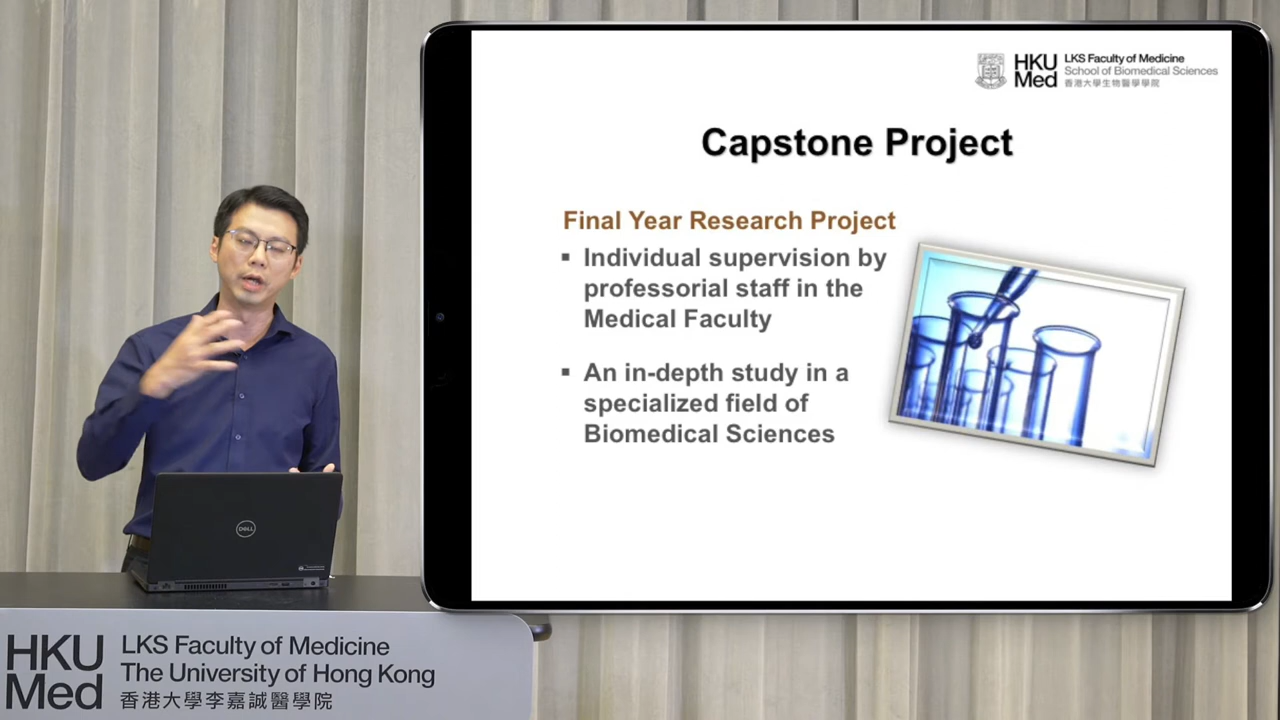 HKU
Med
LKS Faculty of Medicine
School of Biomedical Sciences
香港大學生物醫學學院
Capstone Project
Final Year Research Project
▪ Individual supervision by
professorial staff in the
Medical Faculty
▪ An in-depth study in a
specialized field of
Biomedical Sciences
DELL
HKU
Med
LKS Faculty of Medicine
The University of Hong Kong
香港大學李嘉誠醫學院